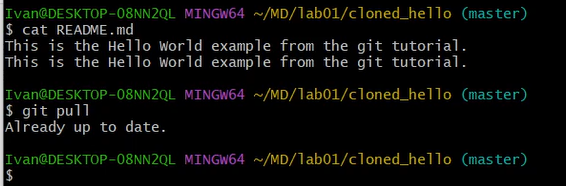 Ivan@DESKTOP-08NN2QL MINGW64 ~/MD/lab01/cloned_hello (master)
$ cat README.md
This is the Hello World example from the git tutorial.
This is the Hello World example from the git tutorial.
Ivan@DESKTOP-08NN2QL MINGW64 ~/MD/lab01/cloned_hello (master)
$ git pull
Already up to date.
Ivan@DESKTOP-08NN2QL MINGW64 ~/MD/lab01/cloned_hello (master)
$